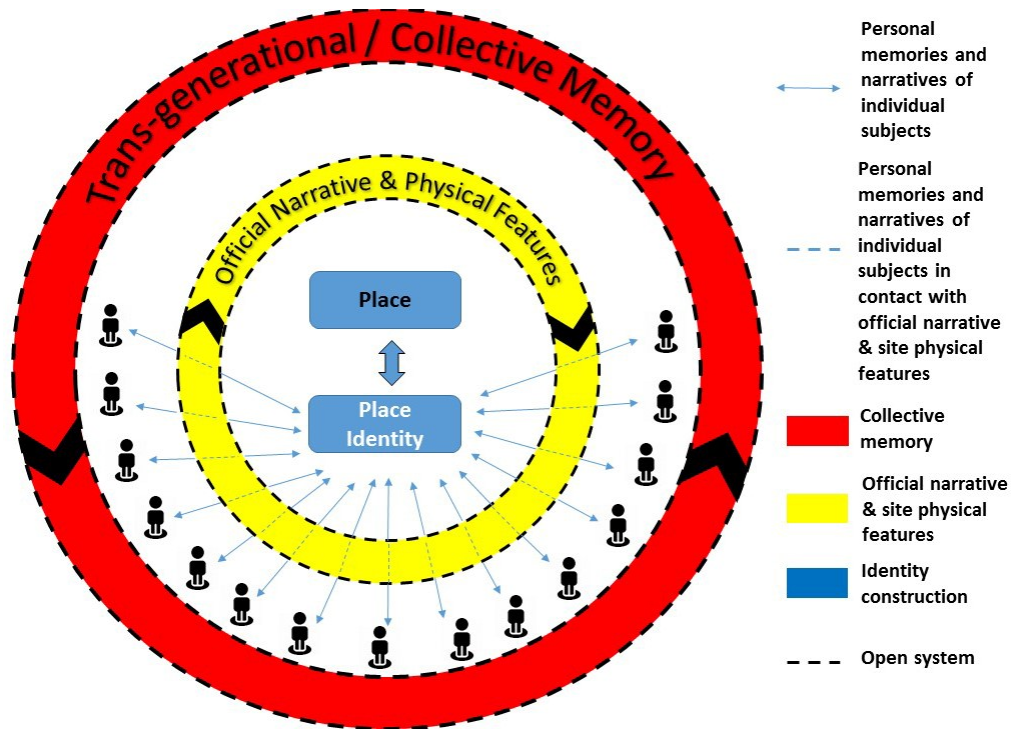 Trans-generational / Collective Memory
Official Narrative & Physical Features
Place
Place
Identity
Personal
memories and
narratives of
individual
subjects
Personal
memories and
narratives of
individual
subjects in
contact with
official narrative
& site physical
features
Collective
memory
Official narrative
& site physical
features
Identity
construction
Open system